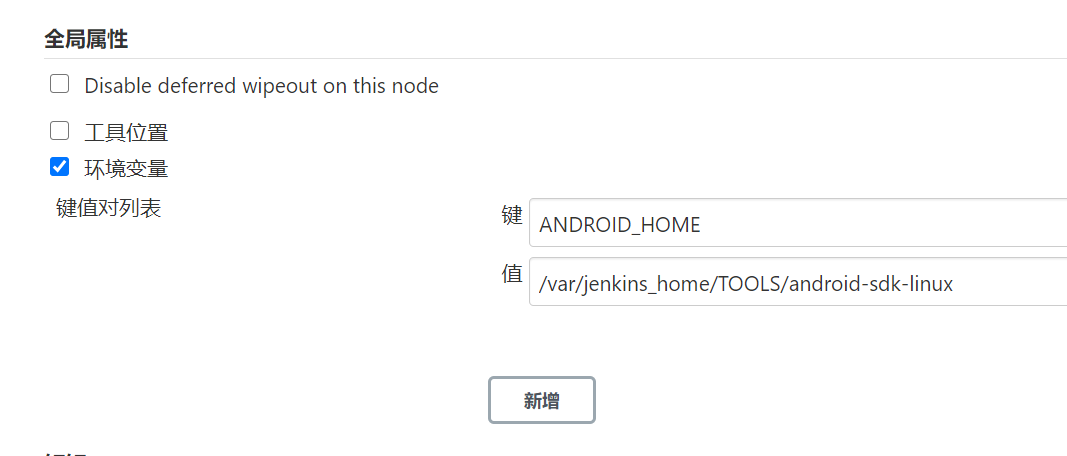 全局属性
Disable deferred wipeout on this node
工具位置
环境变量
键值对列表
键
ANDROID_HOME
值
/var/jenkins_home/TOOLS/android-sdk-linux
新增